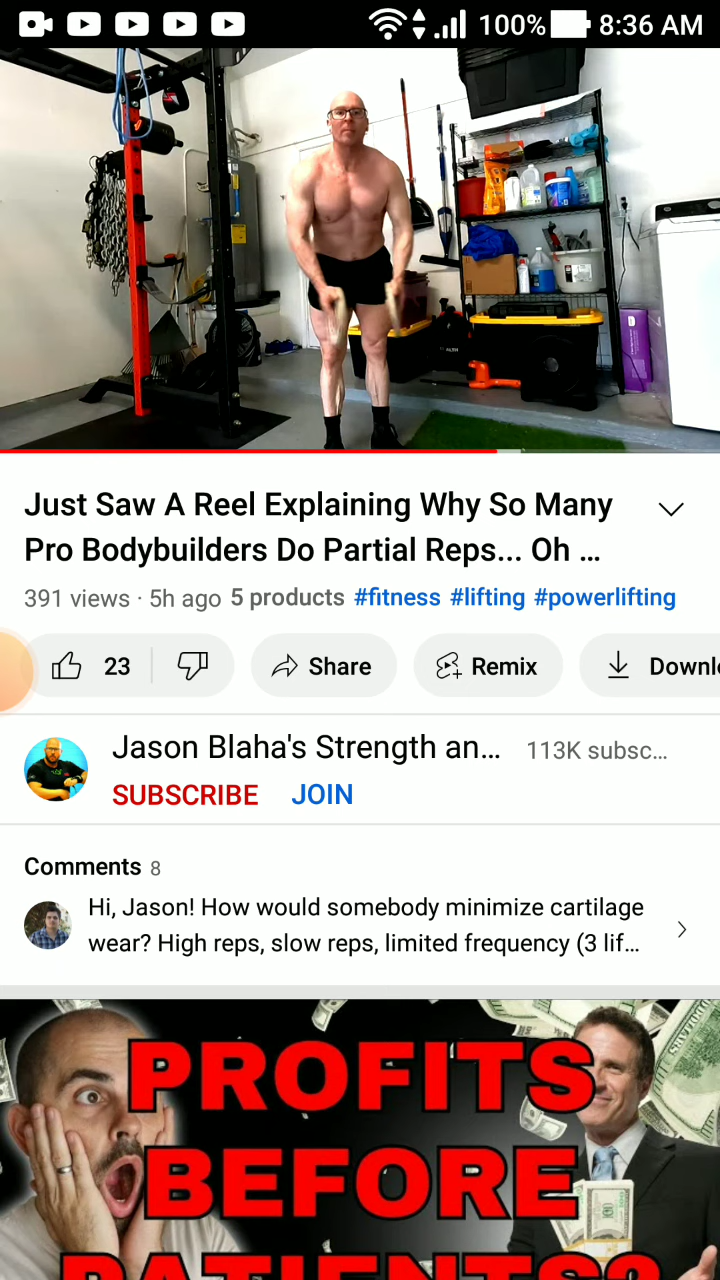 100% 8:36 AM
Just Saw A Reel Explaining Why So Many
Pro Bodybuilders Do Partial Reps... Oh ...
391 views · 5h ago 5 products #fitness #lifting #powerlifting
23 Share Remix Downlo
Jason Blaha's Strength an... 113K subsc...
SUBSCRIBE JOIN
Comments 8
Hi, Jason! How would somebody minimize cartilage
wear? High reps, slow reps, limited frequency (3 lif...
PROFITS
BEFORE
PATIENTS?